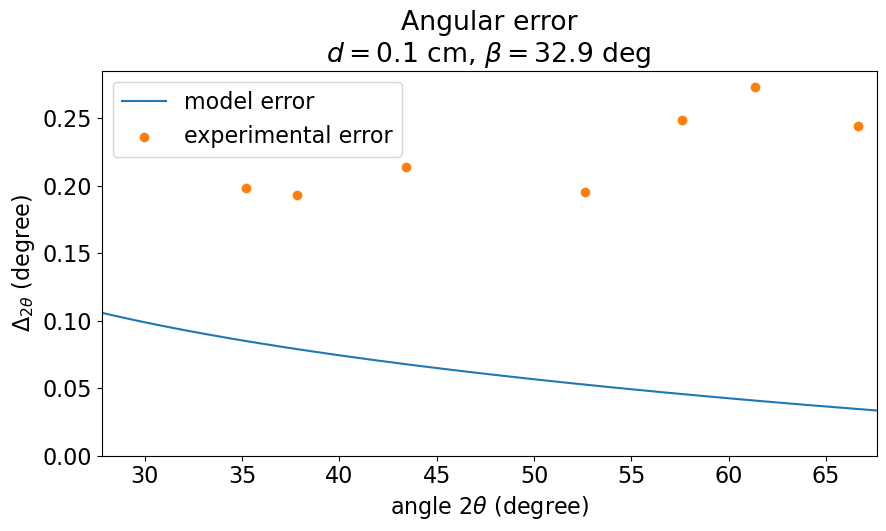 Angular error
d = 0.1 cm, β = 32.9 deg
model error
experimental error
0.25
0.20
0.15
0.10
0.05
0.00
Δ2θ (degree)
30 35 40 45 50 55 60 65
angle 2θ (degree)